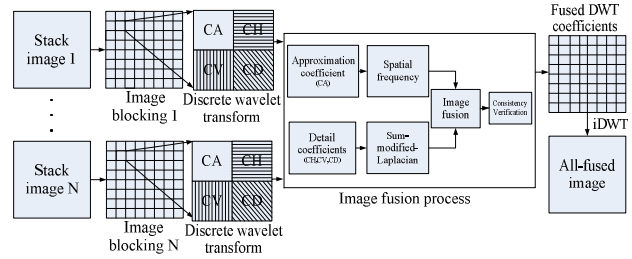 Stack
image 1
Image
blocking 1
CA
CH
CV
CD
Discrete wavelet
transform
Stack
image N
Image
blocking N
CA
CH
CV
CD
Discrete wavelet
transform
Approximation
coefficient
(CA)
Spatial
frequency
Detail
coefficients
(CH,CV,CD)
Sum-
modified-
Laplacian
Image
fusion
Consistency
Verification
Image fusion process
Fused DWT
coefficients
iDWT
All-fused
image